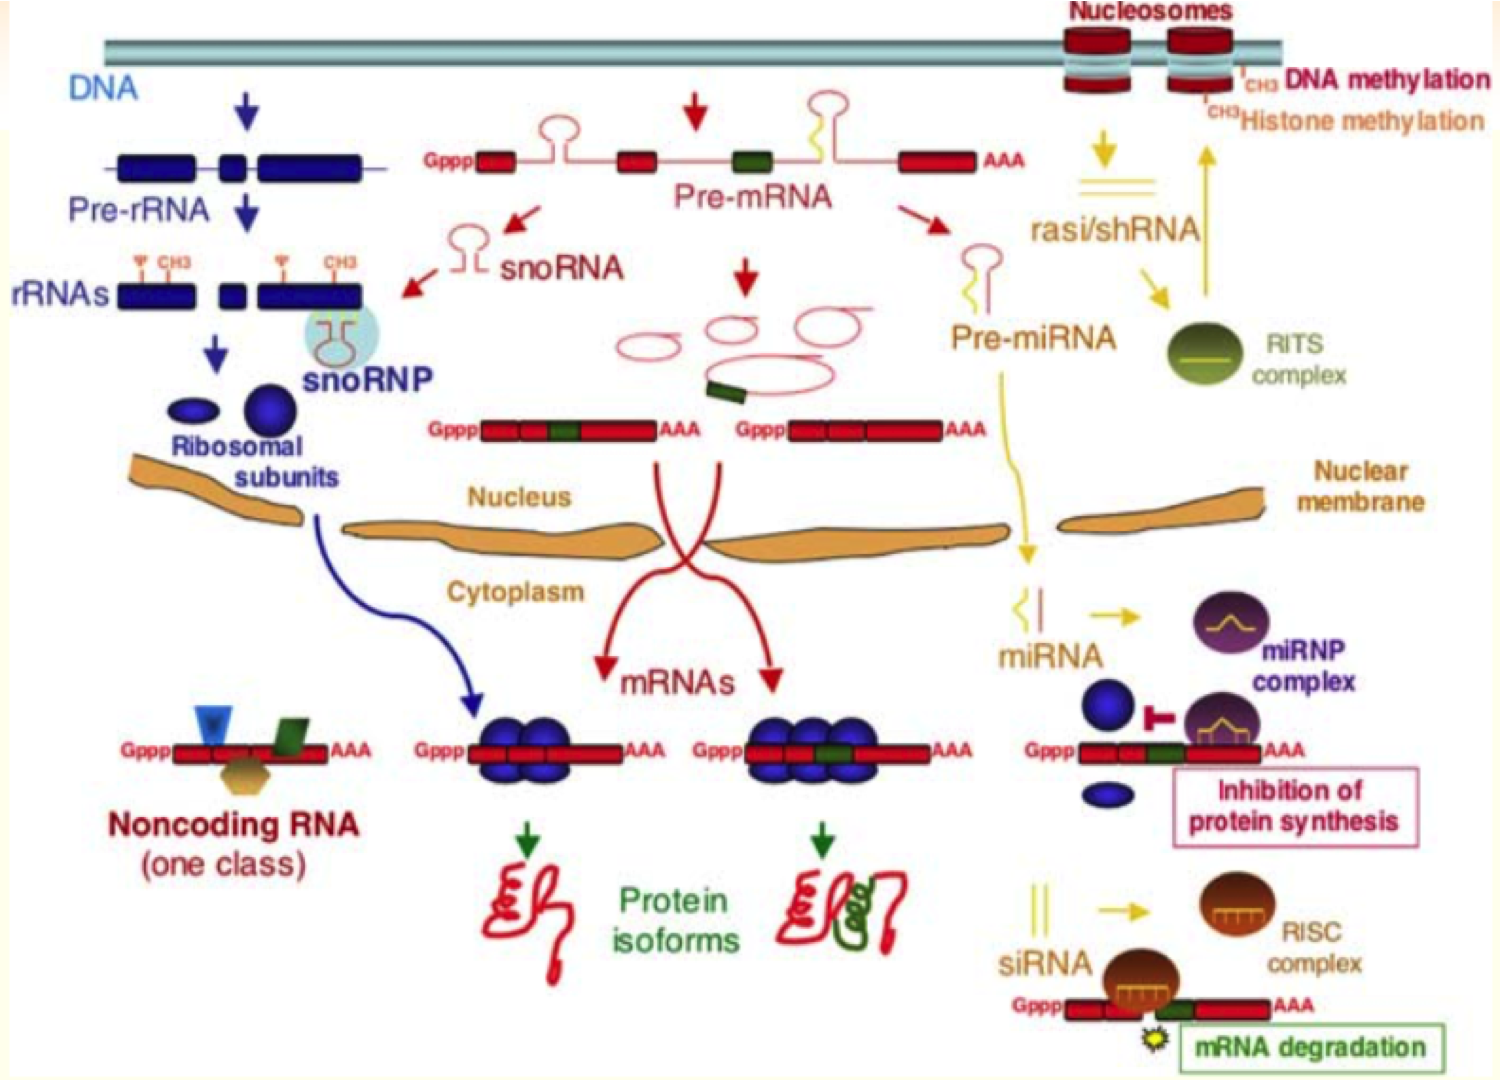 Nucleosomes
DNA
CH3 DNA methylation
CH3 Histone methylation
Gppp AAA
Pre-mRNA
Pre-rRNA
rasi/shRNA
snoRNA
Ψ CH3 Ψ CH3
rRNAs
Pre-miRNA
RITS
complex
snoRNP
Gppp AAA Gppp AAA
Ribosomal
subunits
Nucleus
Nuclear
membrane
Cytoplasm
miRNA
miRNP
complex
mRNAs
Gppp AAA Gppp AAA Gppp AAA Gppp AAA
Inhibition of
protein synthesis
Noncoding RNA
(one class)
Protein
isoforms
siRNA
RISC
complex
Gppp AAA
mRNA degradation